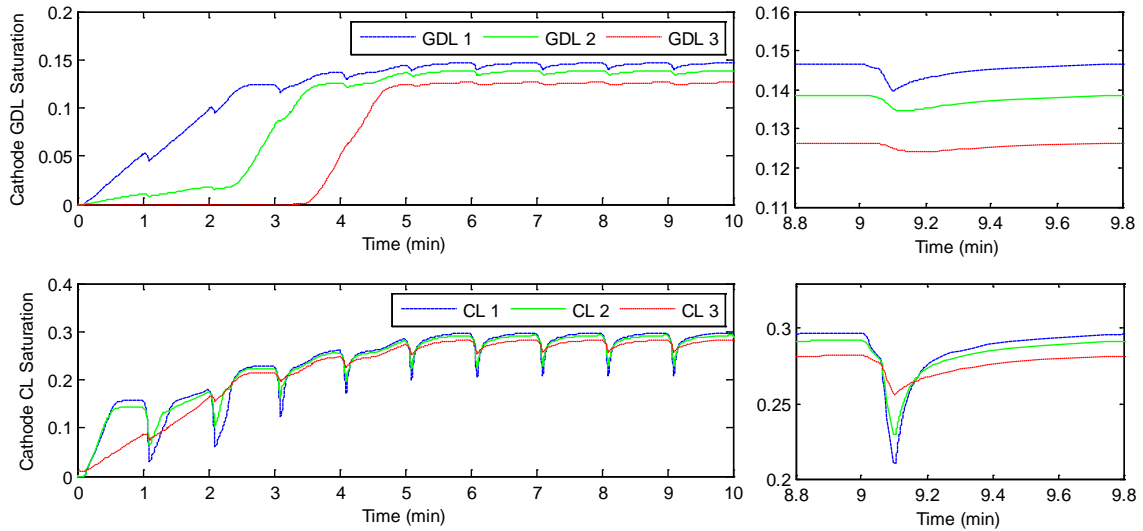 Cathode GDL Saturation
0.2
0.15
0.1
0.05
0
GDL 1 GDL 2 GDL 3
0 1 2 3 4 5 6 7 8 9 10
Time (min)
0.16
0.15
0.14
0.13
0.12
0.11
8.8 9 9.2 9.4 9.6 9.8
Time (min)
Cathode CL Saturation
0.4
0.3
0.2
0.1
0
CL 1 CL 2 CL 3
0 1 2 3 4 5 6 7 8 9 10
Time (min)
0.3
0.25
0.2
8.8 9 9.2 9.4 9.6 9.8
Time (min)